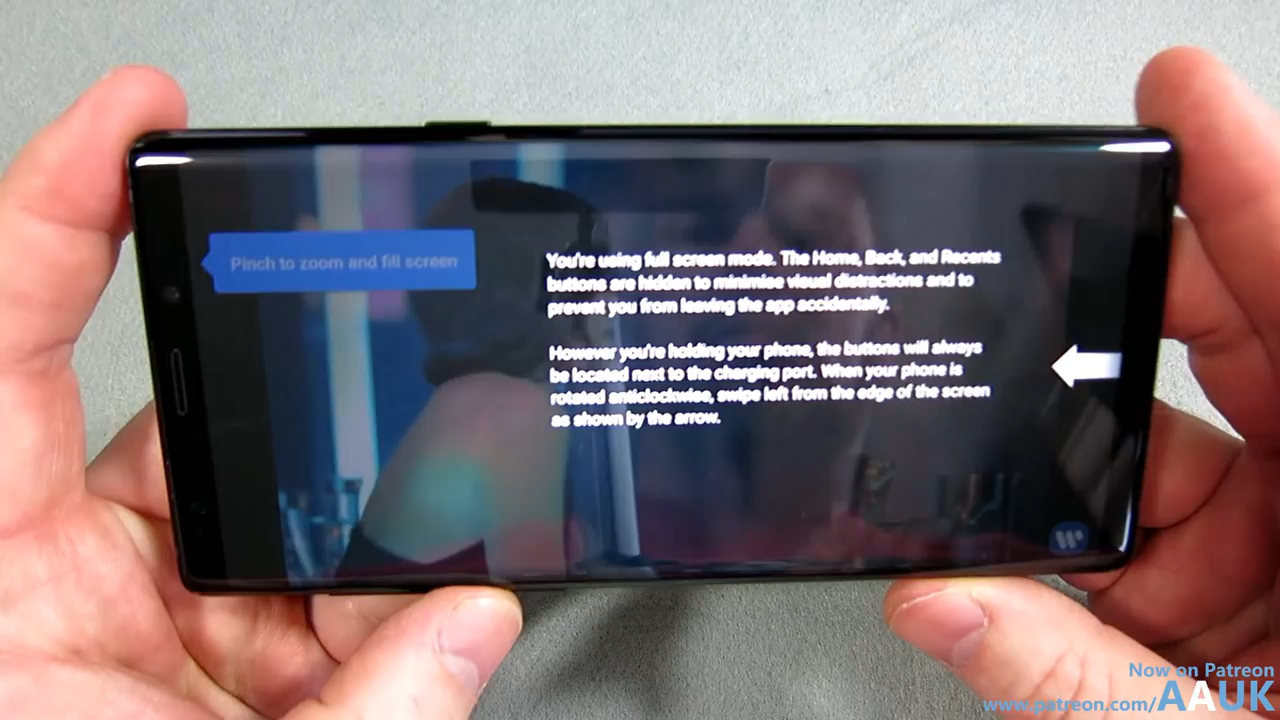 Pinch to zoom and fill screen
You're using full screen mode. The Home, Back, and Recents
buttons are hidden to minimise visual distractions and to
prevent you from leaving the app accidentally.
However you're holding your phone, the buttons will always
be located next to the charging port. When your phone is
rotated anticlockwise, swipe left from the edge of the screen
as shown by the arrow.
Now on Patreon
www.patreon.com/AAUK